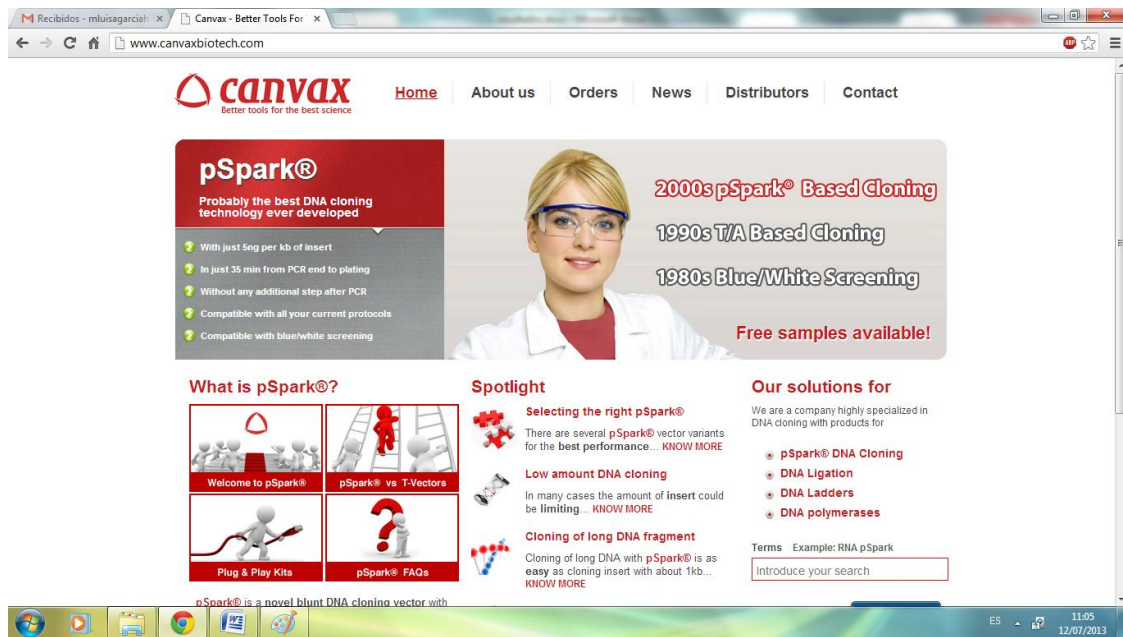 Recibidos - mluisagarciah
Canvax - Better Tools For
www.canvaxbiotech.com
ABP
canvax
Better tools for the best science
Home
About us
Orders
News
Distributors
Contact
pSpark®
Probably the best DNA cloning
technology ever developed
With just 5ng per kb of insert
In just 35 min from PCR end to plating
Without any additional step after PCR
Compatible with all your current protocols
Compatible with blue/white screening
2000s pSpark® Based Cloning
1990s T/A Based Cloning
1980s Blue/White Screening
Free samples available!
What is pSpark®?
Welcome to pSpark®
pSpark® vs T-Vectors
Plug & Play Kits
pSpark® FAQs
pSpark® is a novel blunt DNA cloning vector with
Spotlight
Selecting the right pSpark®
There are several pSpark® vector variants
for the best performance... KNOW MORE
Low amount DNA cloning
In many cases the amount of insert could
be limiting... KNOW MORE
Cloning of long DNA fragment
Cloning of long DNA with pSpark® is as
easy as cloning insert with about 1kb...
KNOW MORE
Our solutions for
We are a company highly specialized in
DNA cloning with products for
pSpark® DNA Cloning
DNA Ligation
DNA Ladders
DNA polymerases
Terms Example: RNA pSpark
Introduce your search
ES
11:05
12/07/2013